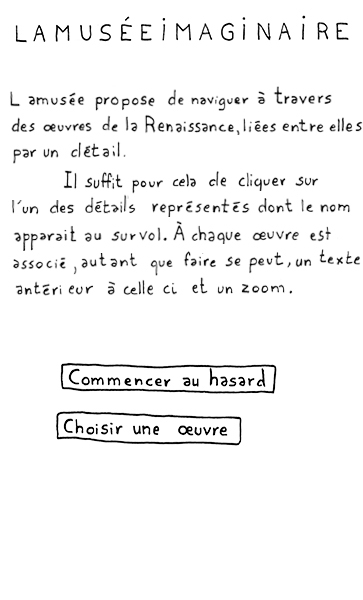 LAMUSÉEIMAGINAIRE
L amusée propose de naviguer à travers
des œuvres de la Renaissance, liées entre elles
par un détail.
Il suffit pour cela de cliquer sur
l'un des détails représentés dont le nom
apparait au survol. À chaque œuvre est
associé, autant que faire se peut, un texte
antéri eur à celle ci et un zoom.
Commencer au hasard
Choisir une œuvre